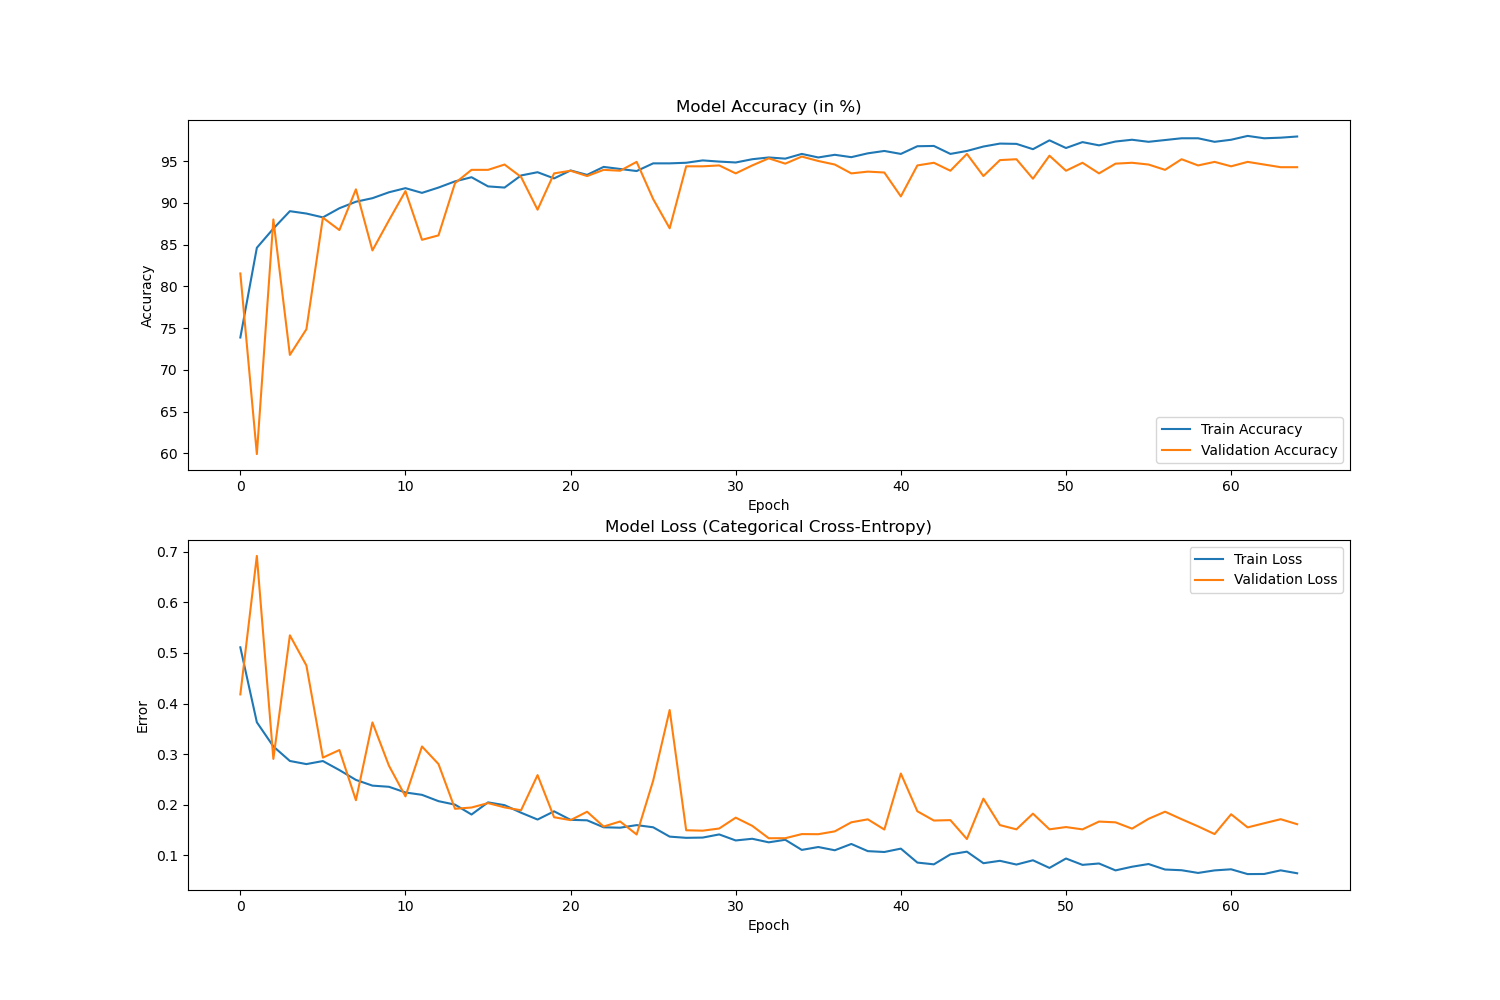 Model Accuracy (in %)
Accuracy
95
90
85
80
75
70
65
60
Train Accuracy
Validation Accuracy
0 10 20 30 40 50 60
Epoch
Model Loss (Categorical Cross-Entropy)
Error
0.7
0.6
0.5
0.4
0.3
0.2
0.1
Train Loss
Validation Loss
0 10 20 30 40 50 60
Epoch